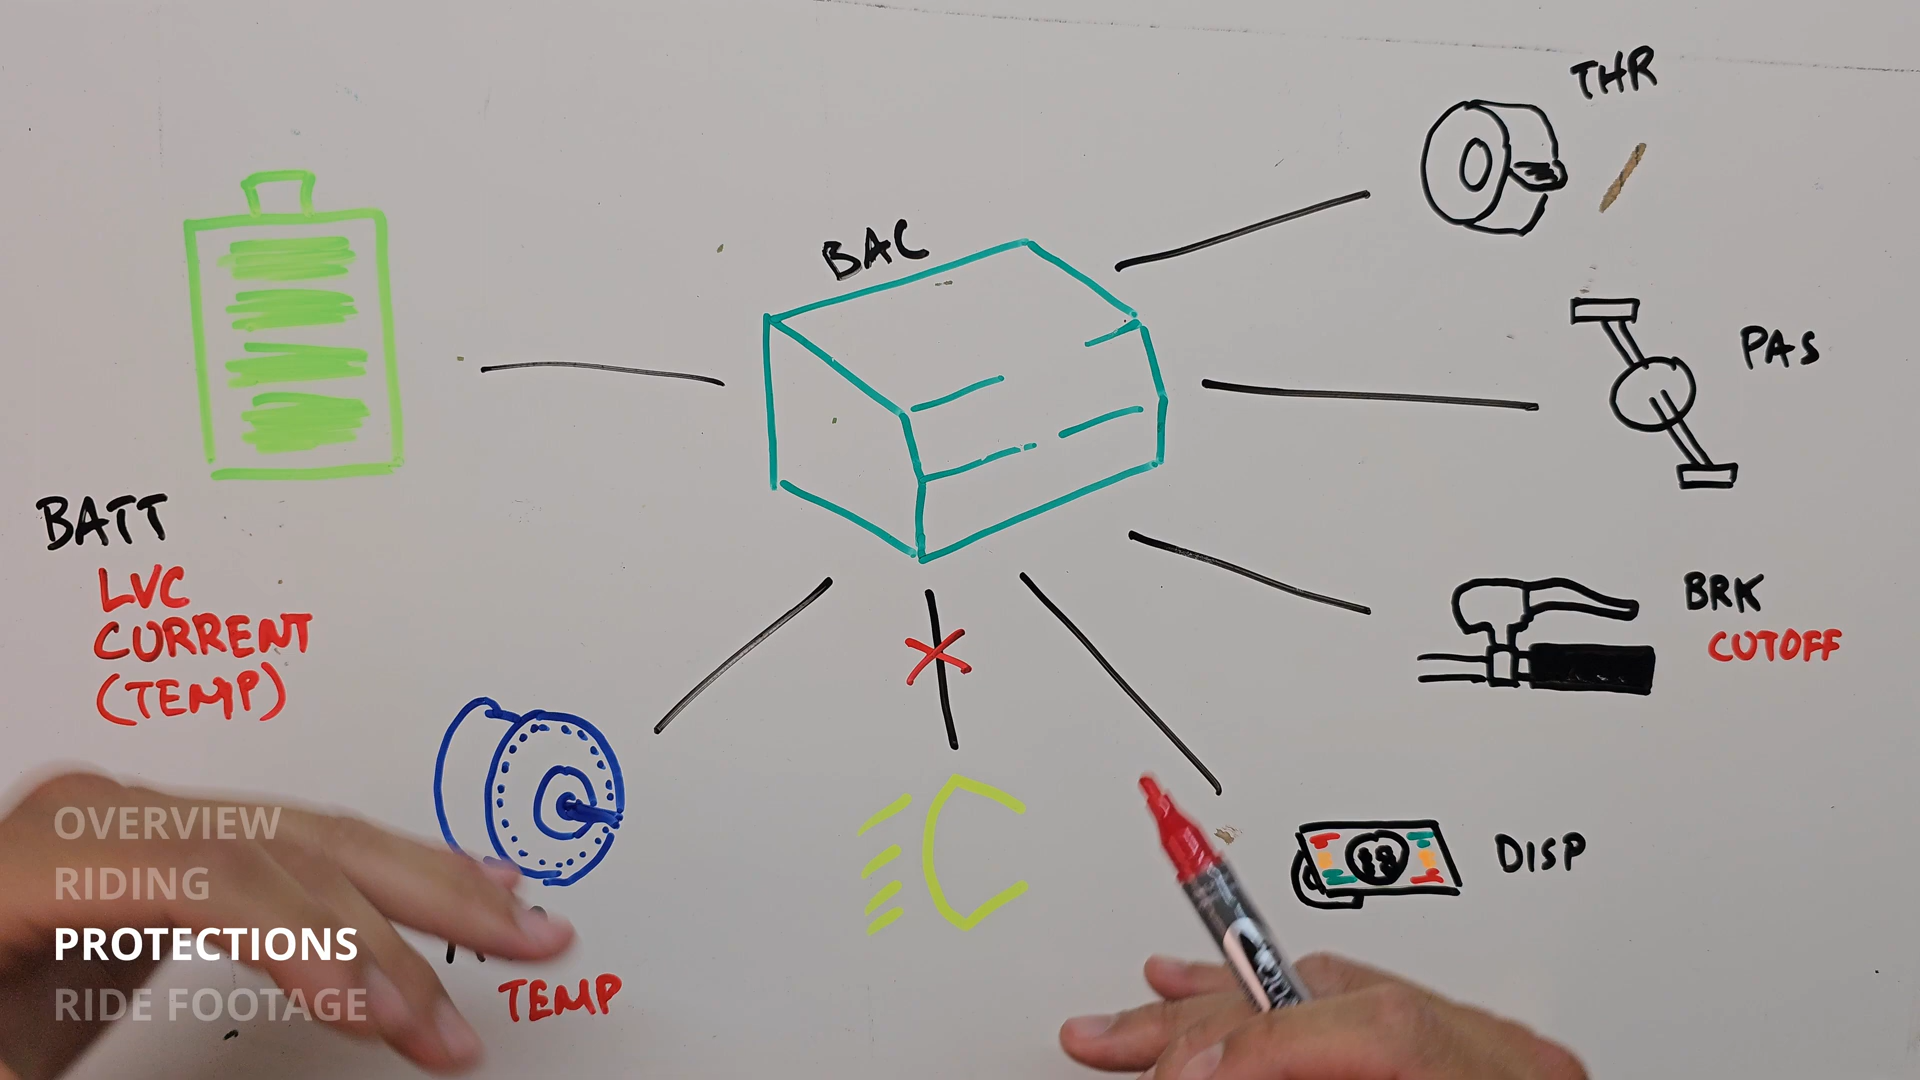 THR
BAC
PAS
BATT
LVC
CURRENT
(TEMP)
BRK
CUTOFF
DISP
TEMP
OVERVIEW
RIDING
PROTECTIONS
RIDE FOOTAGE